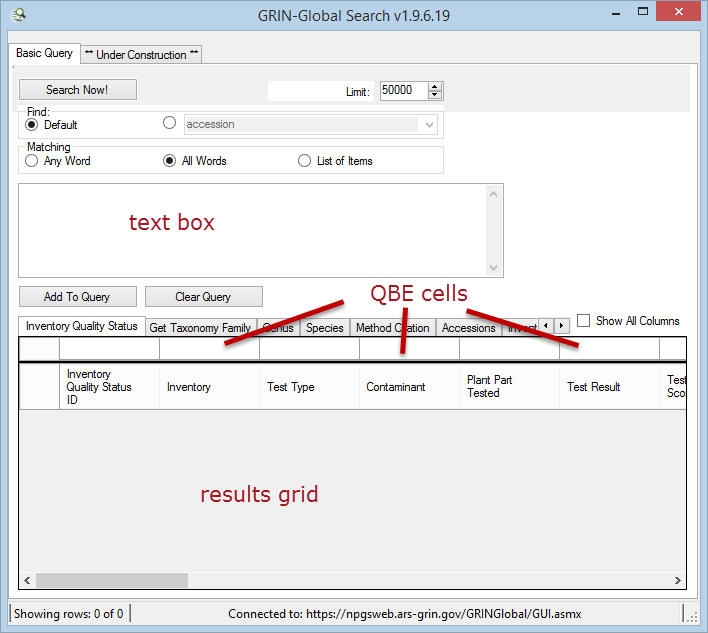 GRIN-Global Search v1.9.6.19
Basic Query ** Under Construction **
Search Now! Limit: 50000
Find:
Default accession
Matching
Any Word All Words List of Items
text box
Add To Query Clear Query QBE cells
Inventory Quality Status Get Taxonomy Family Genus Species Method Citation Accessions Show All Columns
Inventory
Quality Status
ID
Inventory
Test Type
Contaminant
Plant Part
Tested
Test Result
Test
Sco
results grid
Showing rows: 0 of 0 Connected to: https://npgsweb.ars-grin.gov/GRINGlobal/GUI.asmx